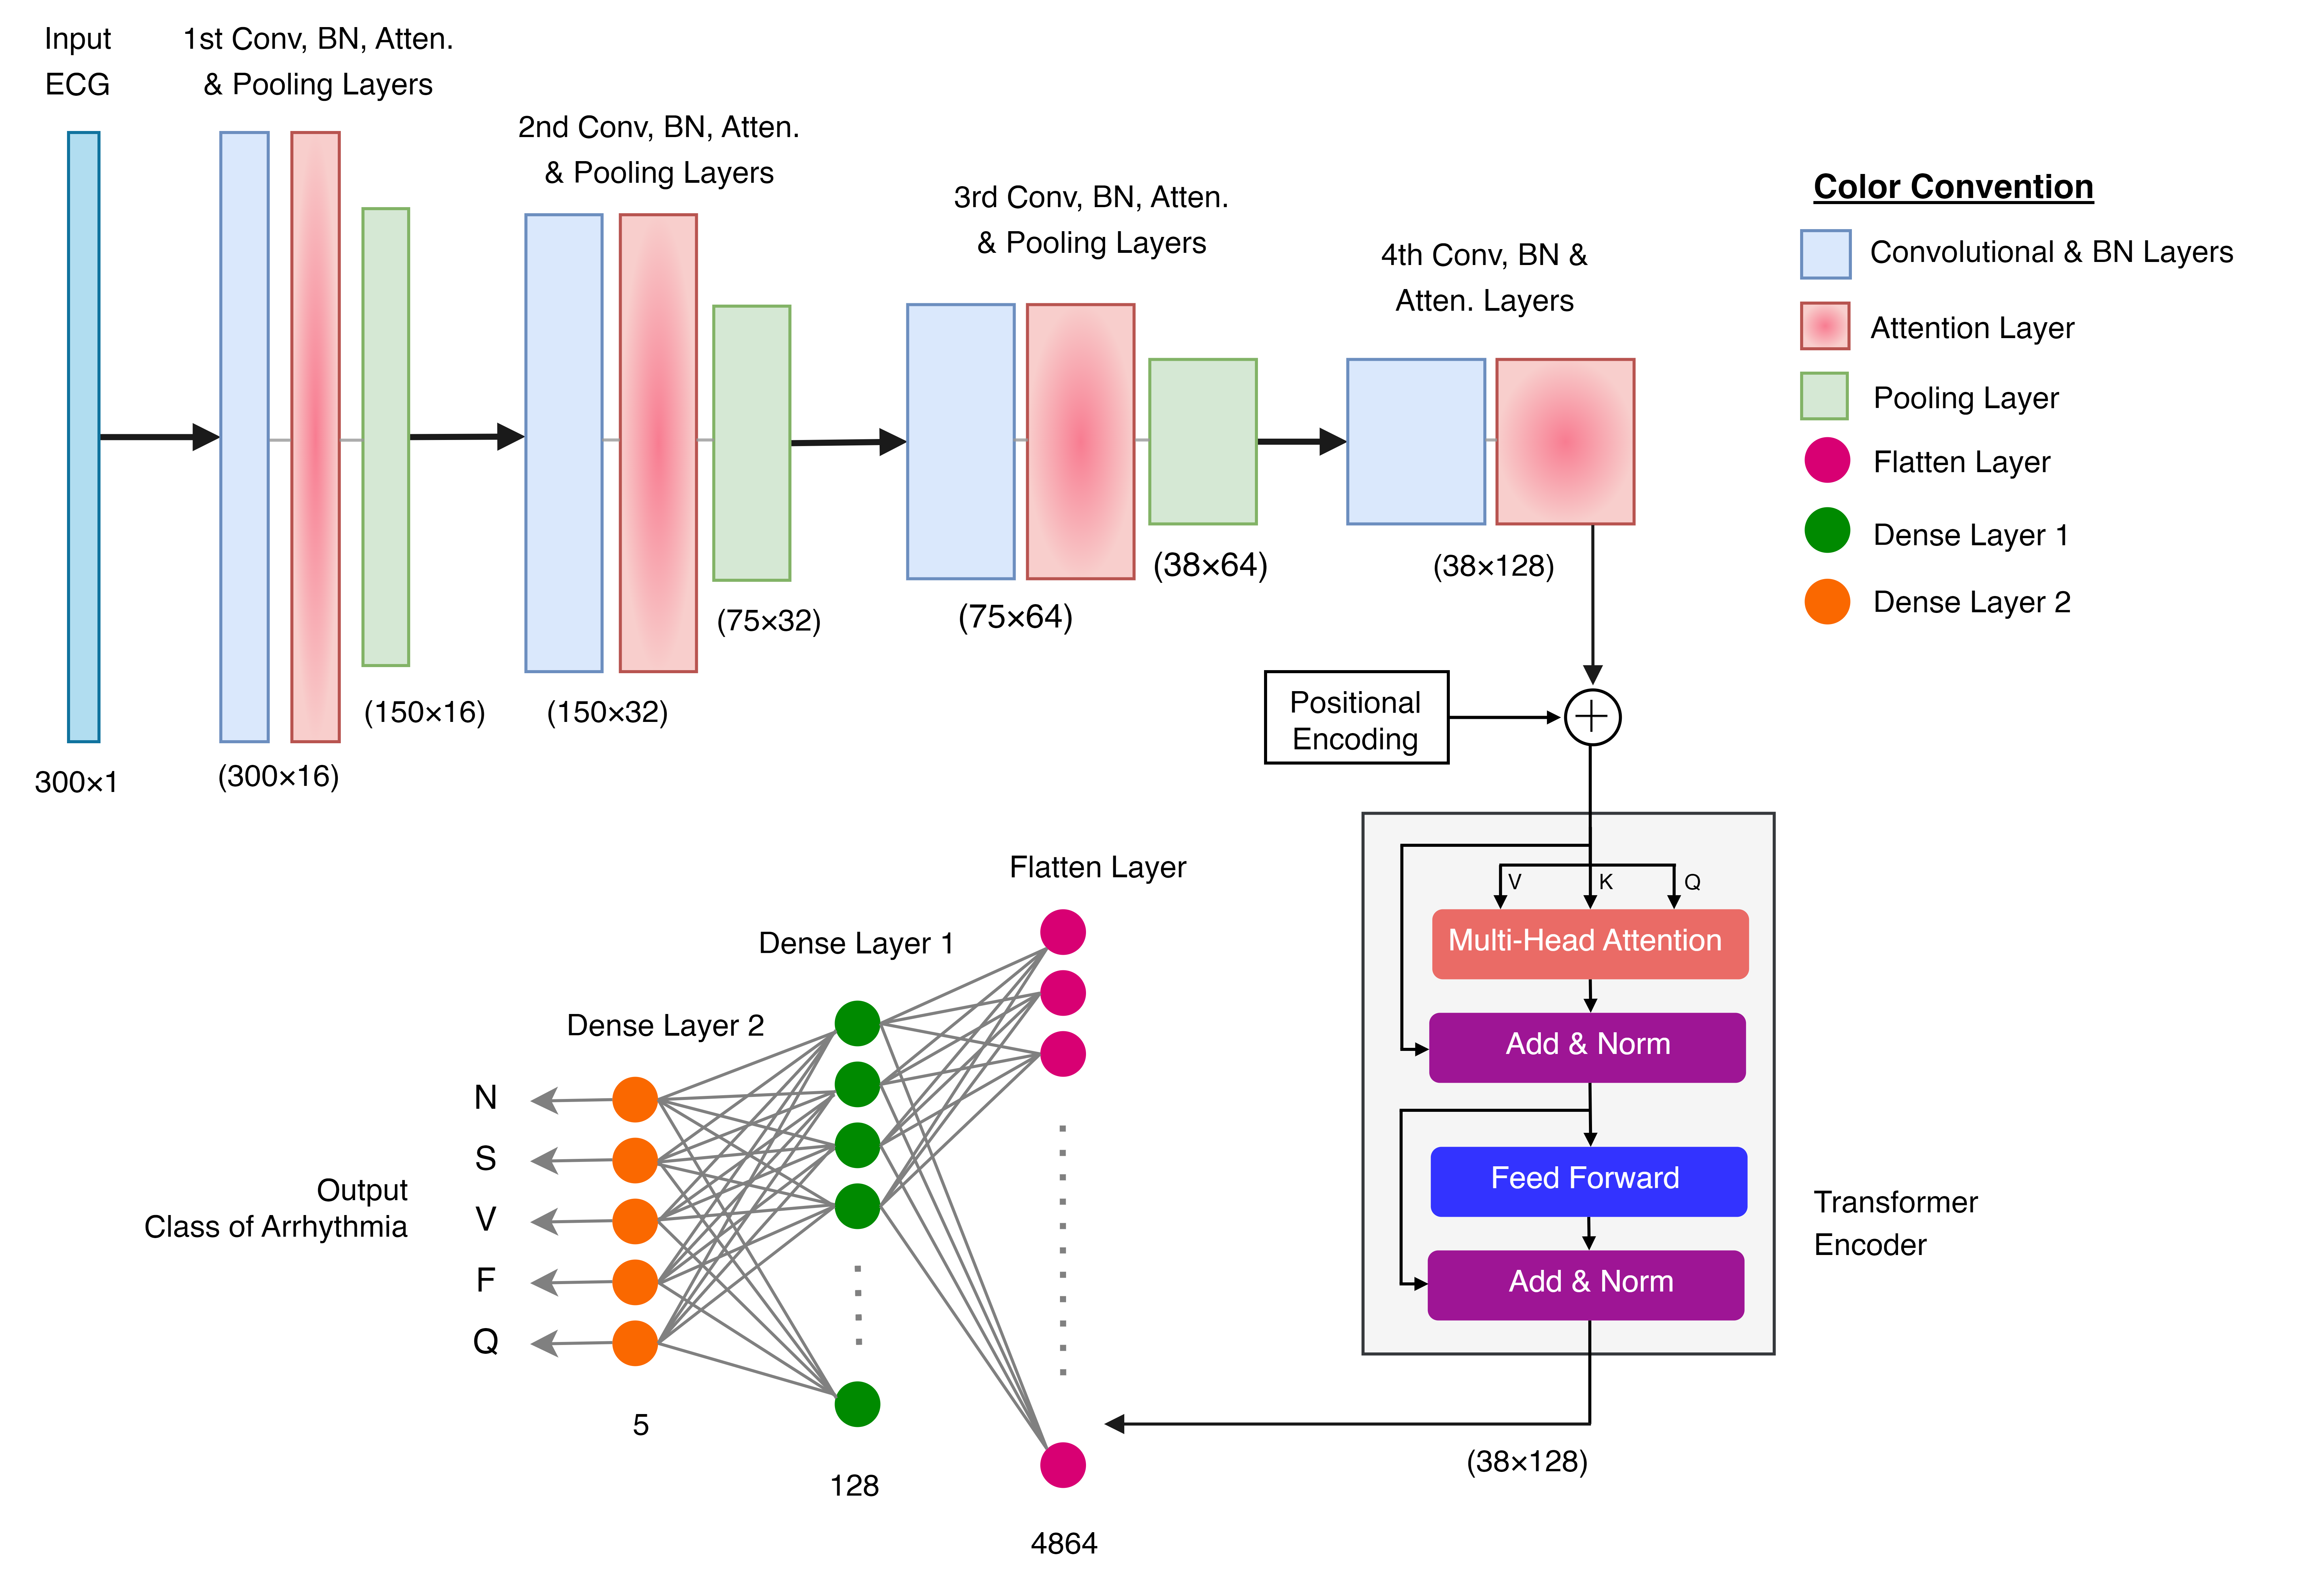 Input
ECG
1st Conv, BN, Atten.
& Pooling Layers
2nd Conv, BN, Atten.
& Pooling Layers
3rd Conv, BN, Atten.
& Pooling Layers
4th Conv, BN &
Atten. Layers
300×1
(300×16)
(150×16)
(150×32)
(75×32)
(75×64)
(38×64)
(38×128)
Color Convention
Convolutional & BN Layers
Attention Layer
Pooling Layer
Flatten Layer
Dense Layer 1
Dense Layer 2
Positional
Encoding
V
K
Q
Multi-Head Attention
Add & Norm
Feed Forward
Add & Norm
Transformer
Encoder
(38×128)
Flatten Layer
4864
Dense Layer 1
128
Dense Layer 2
5
N
S
V
F
Q
Output
Class of Arrhythmia